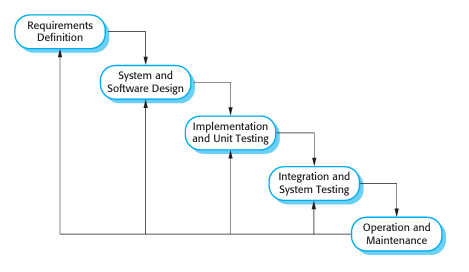 Requirements
Definition
System and
Software Design
Implementation
and Unit Testing
Integration and
System Testing
Operation and
Maintenance